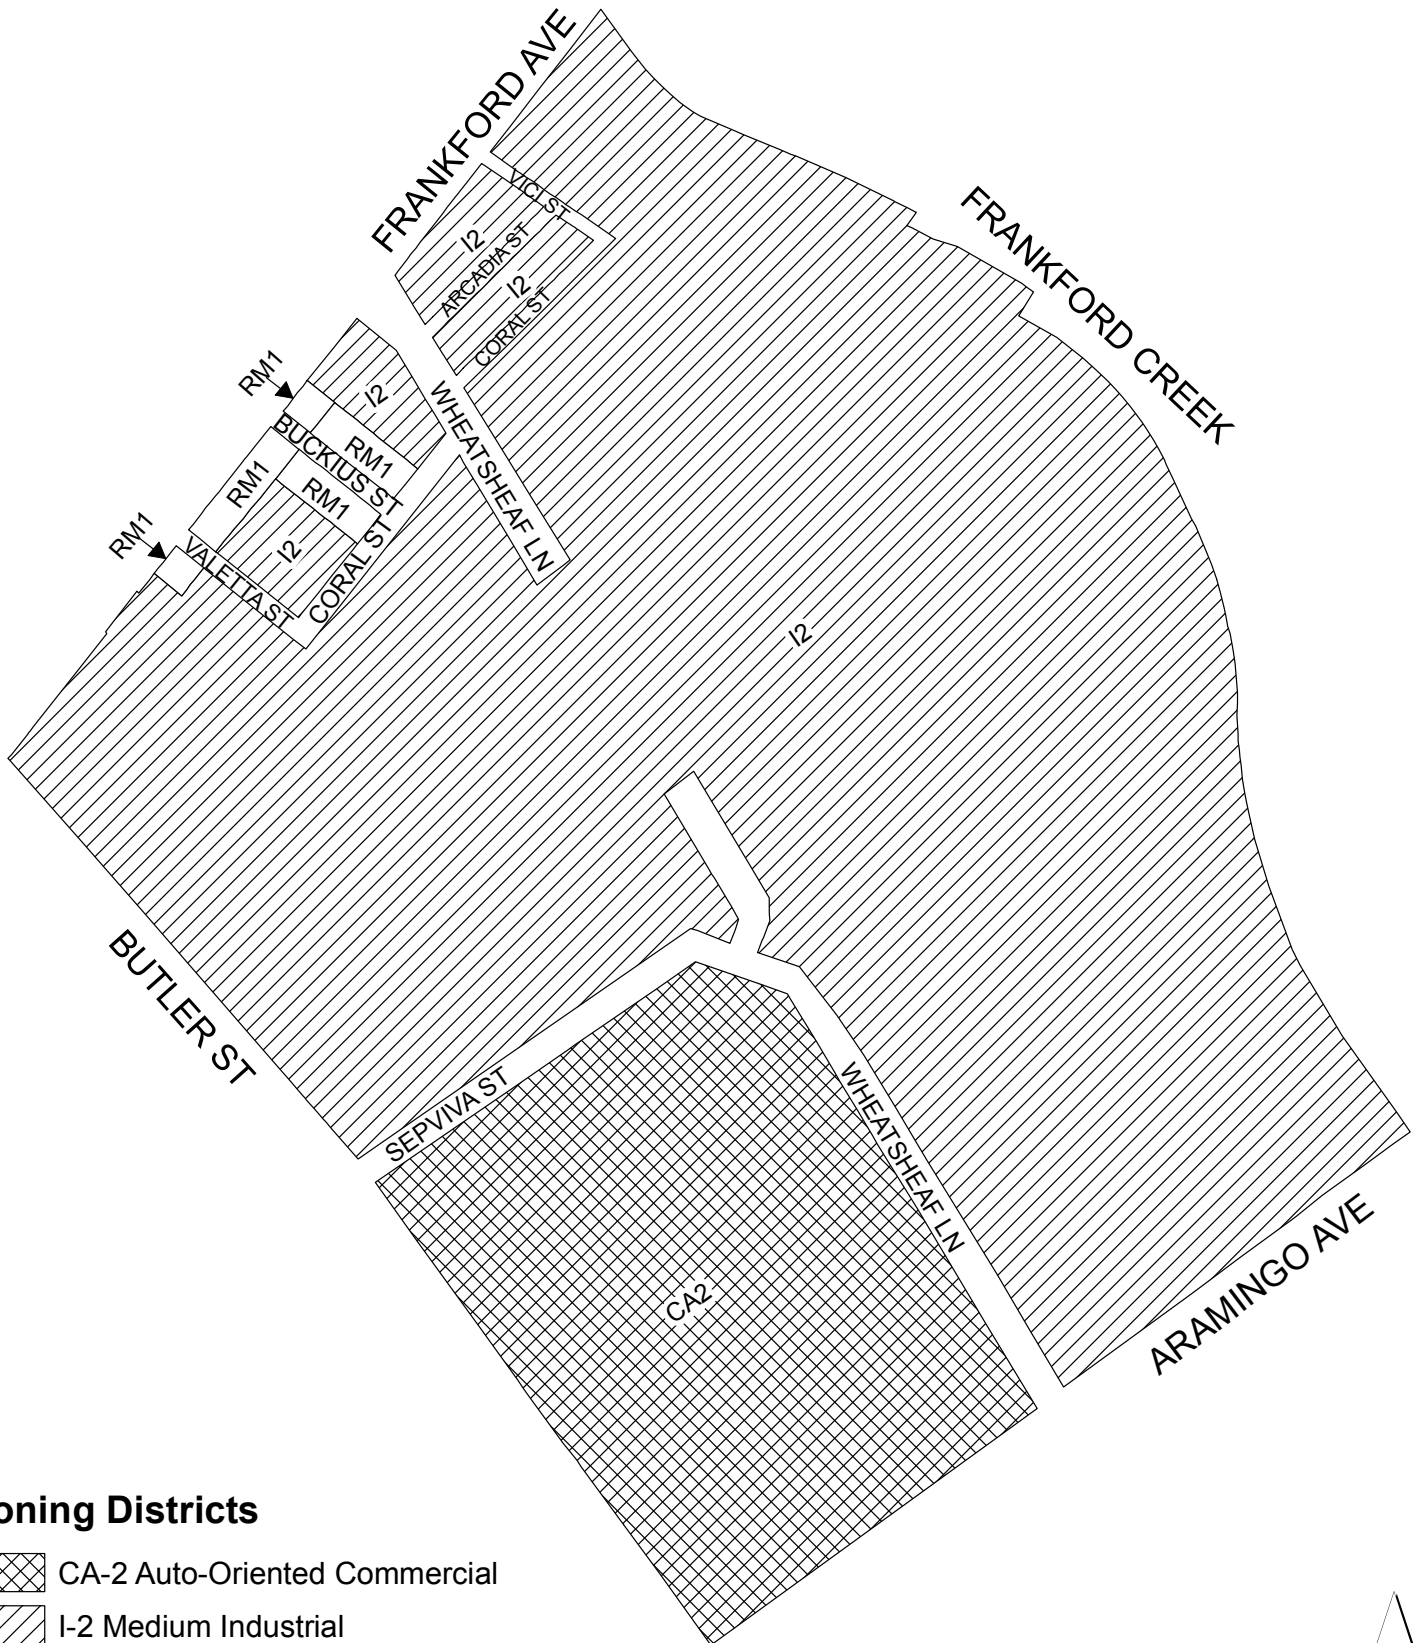 FRANKFORD AVE
VICI ST
I2
ARCADIA ST
I2
CORAL ST
FRANKFORD CREEK
RM1
I2
WHEATSHEAF LN
BUCKIUS ST
RM1
RM1
RM1
RM1
VALETTA ST
I2
CORAL ST
I2
BUTLER ST
SEPVIVA ST
WHEATSHEAF LN
CA2
ARAMINGO AVE
oning Districts
CA-2 Auto-Oriented Commercial
I-2 Medium Industrial